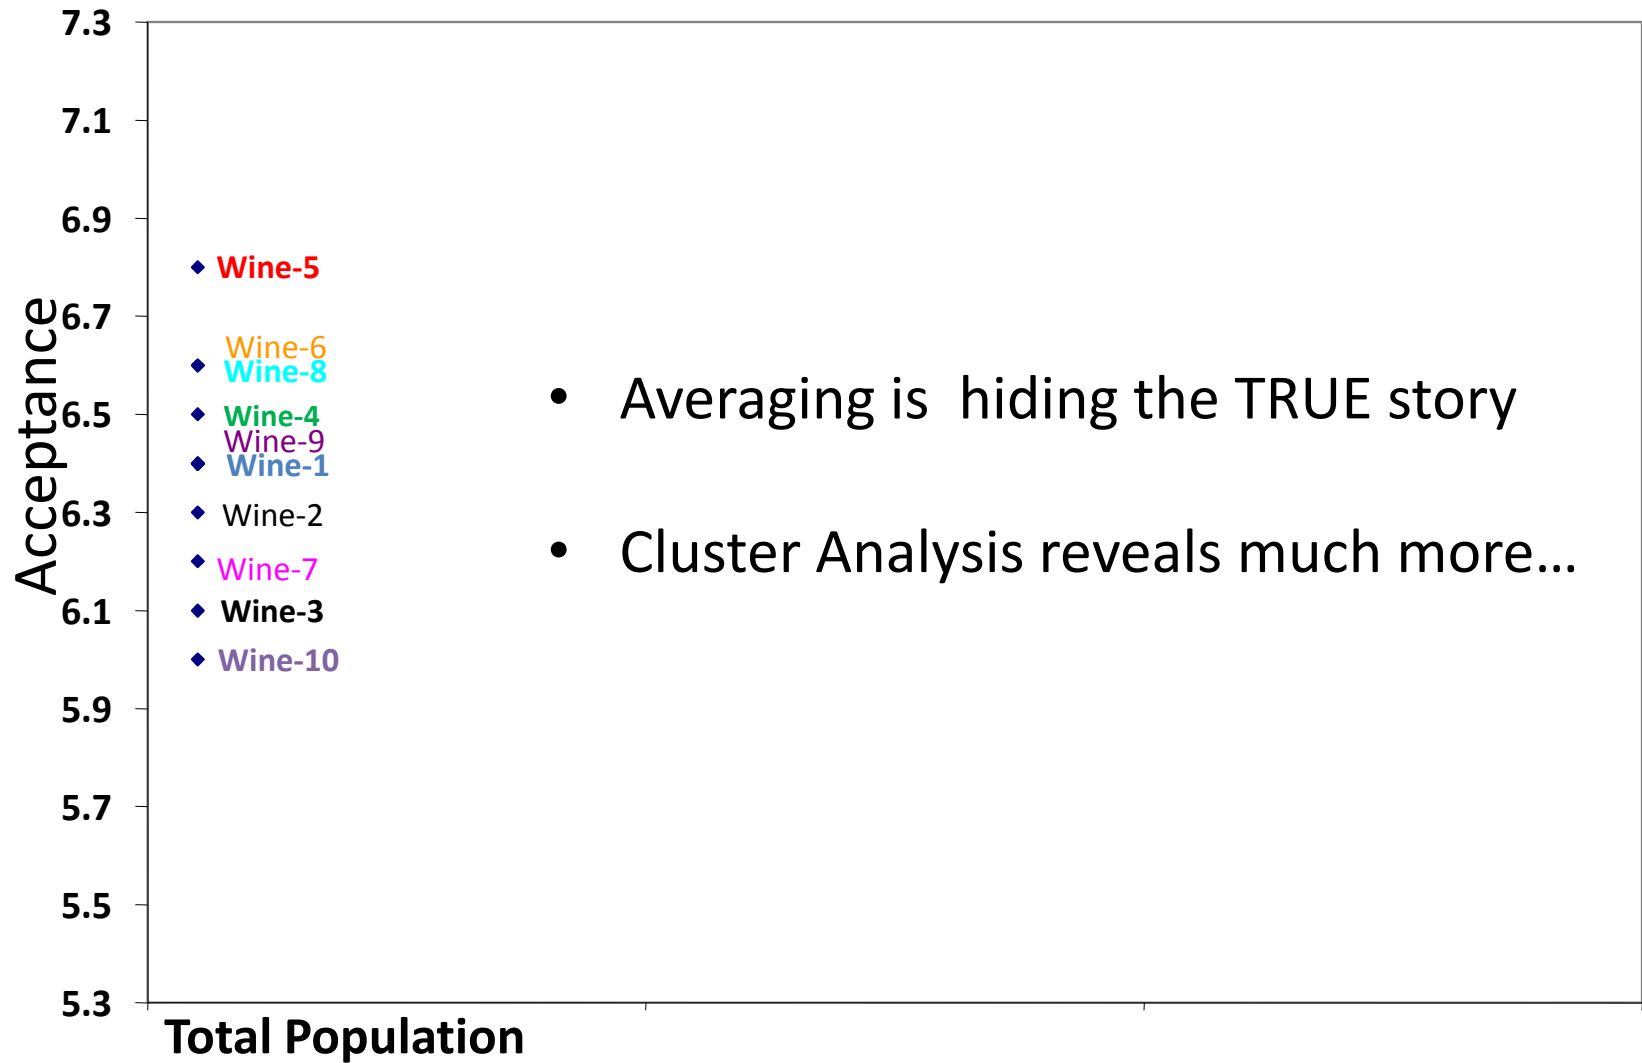 7.3
7.1
6.9
6.7
6.5
6.3
6.1
5.9
5.7
5.5
5.3
Acceptance
Wine-5
Wine-6
Wine-8
Wine-4
Wine-9
Wine-1
Wine-2
Wine-7
Wine-3
Wine-10
• Averaging is  hiding the TRUE story
• Cluster Analysis reveals much more…
Total Population